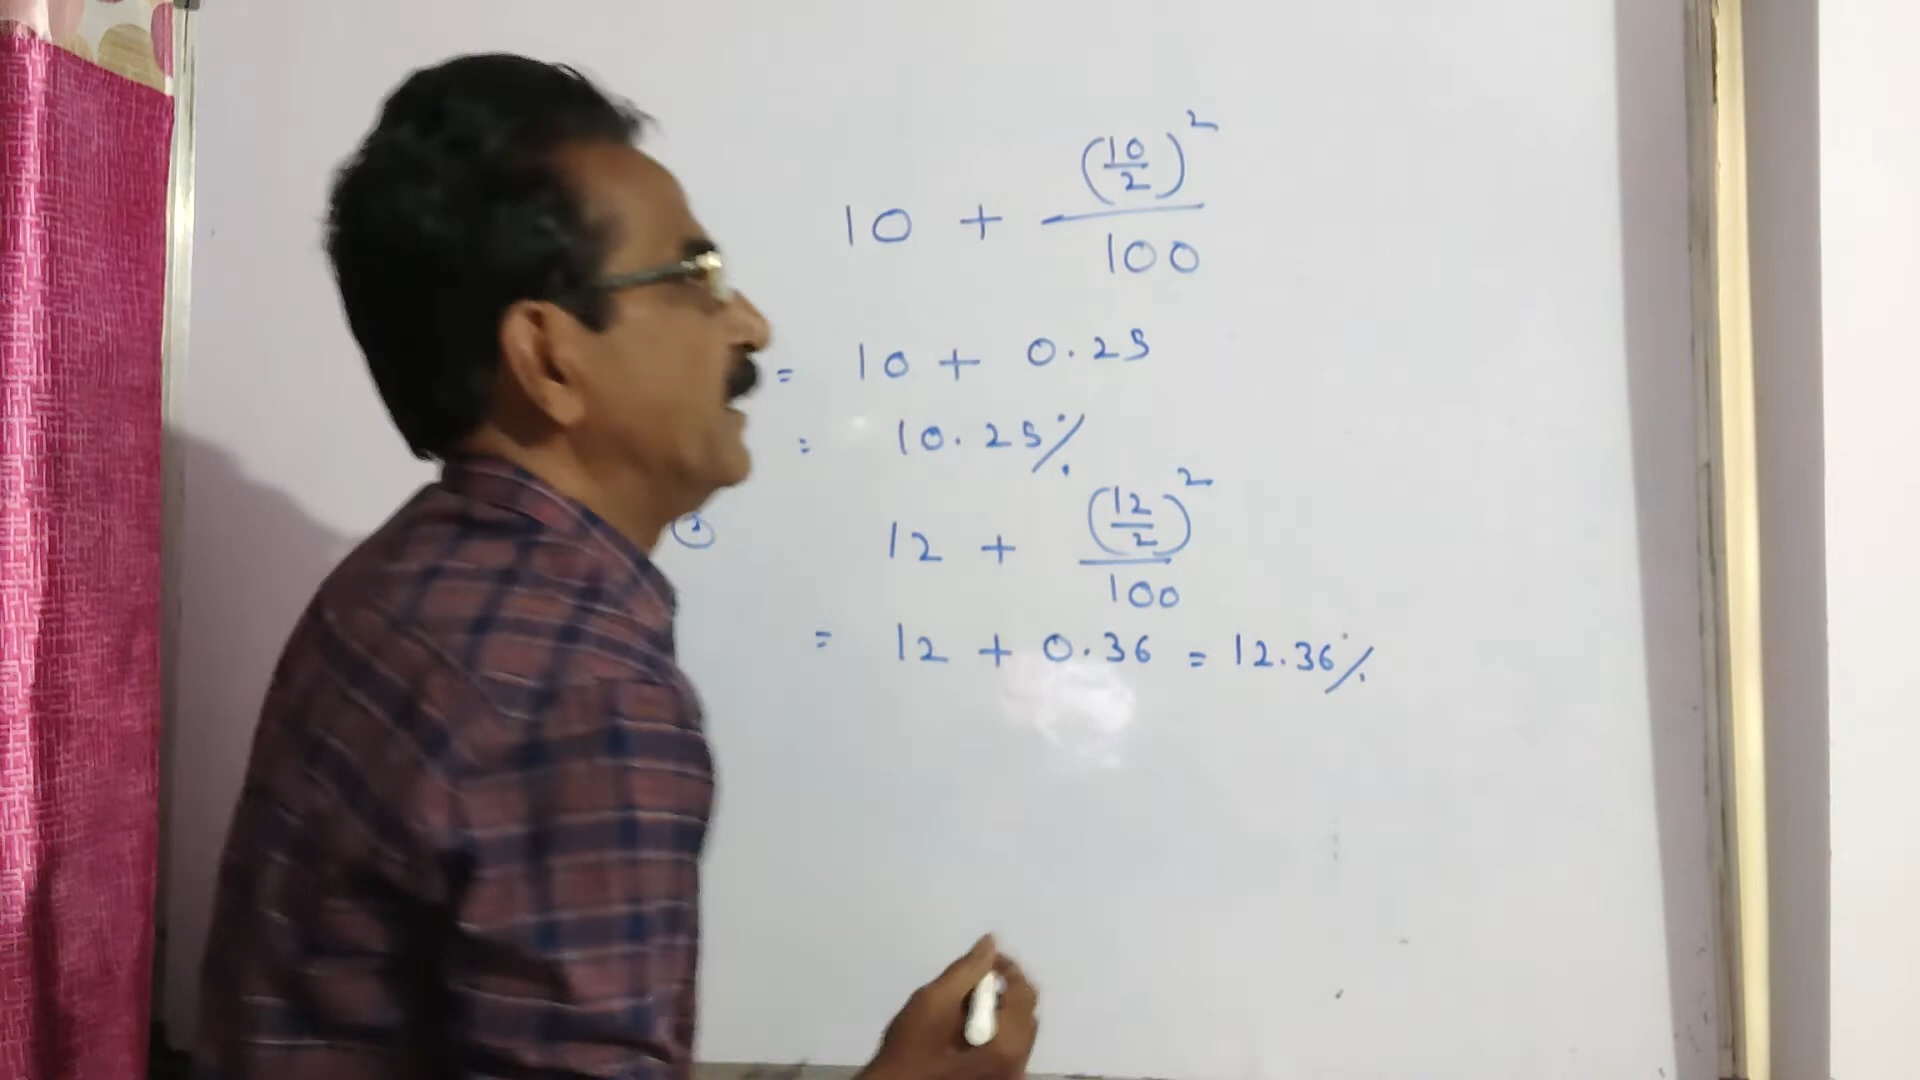 10 + (10/2)² / 100
= 10 + 0.25
= 10.25%
12 + (12/2)² / 100
= 12 + 0.36 = 12.36%